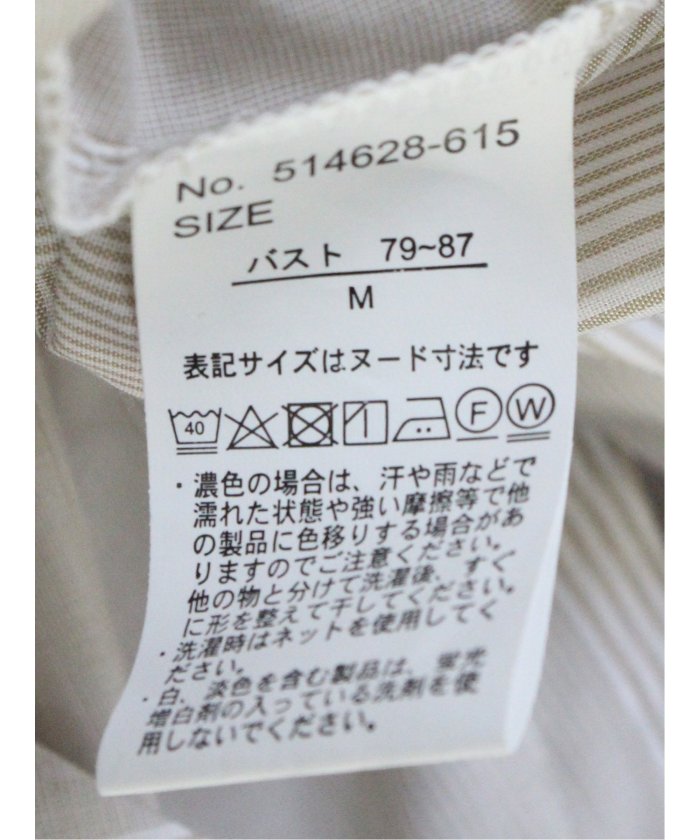 No. 514628-615
SIZE
バスト 79~87
M
表記サイズはヌード寸法です
40 F W
・濃色の場合は、汗や雨などで
濡れた状態や強い摩擦等で他
の製品に色移りする場合があ
りますのでご注意ください。
他の物と分けて洗濯後、すぐ
に形を整えて干してください。
・洗濯時はネットを使用してく
ださい。
・白、淡色を含む製品は、蛍光
増白剤の入っている洗剤を使
用しないでください。